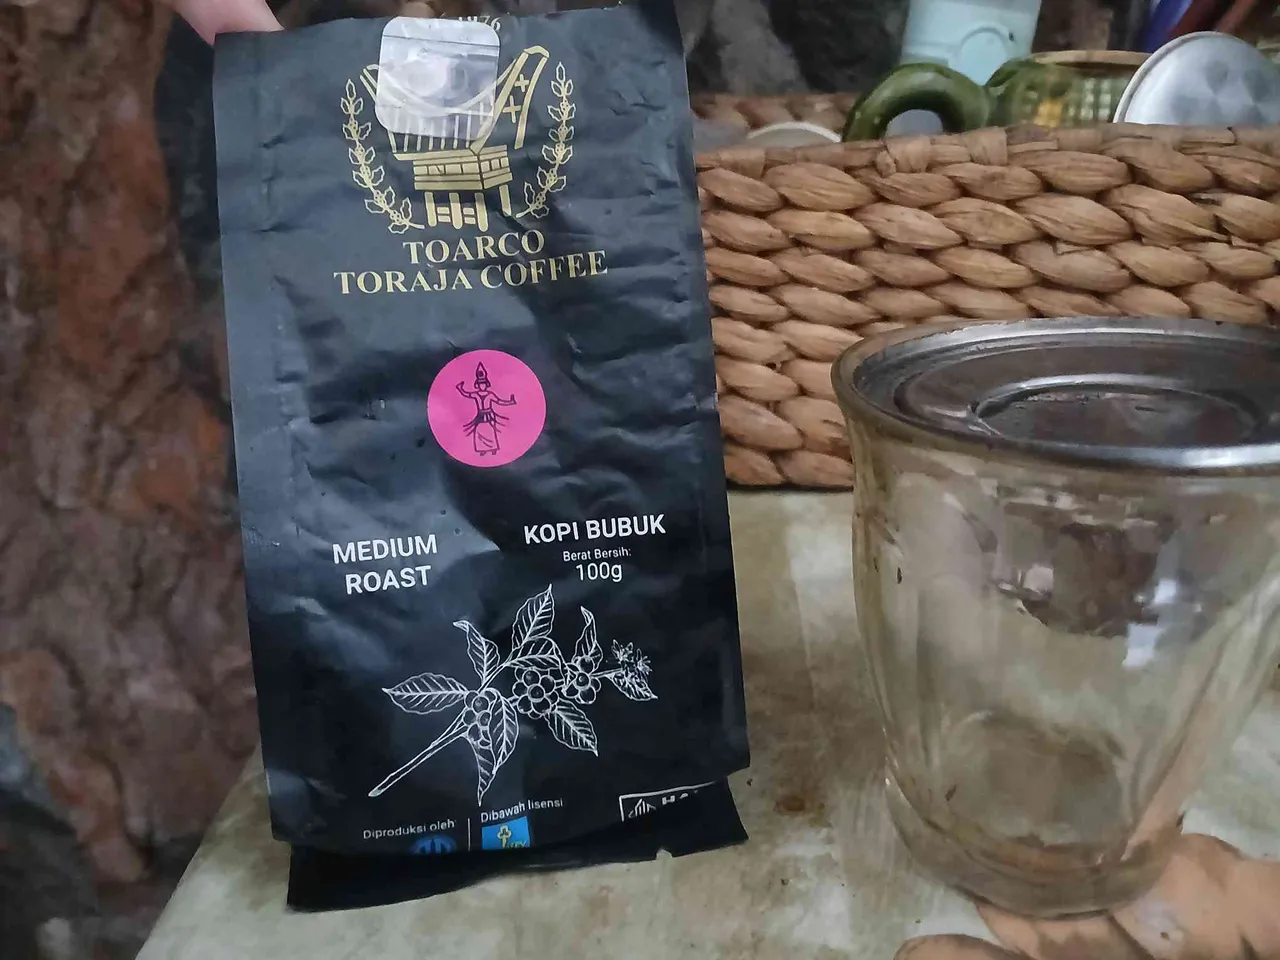 TOARCO
TORAJA COFFEE
MEDIUM
ROAST
KOPI BUBUK
Berat Bersih:
100g
Diproduksi oleh:
Dibawah lisensi